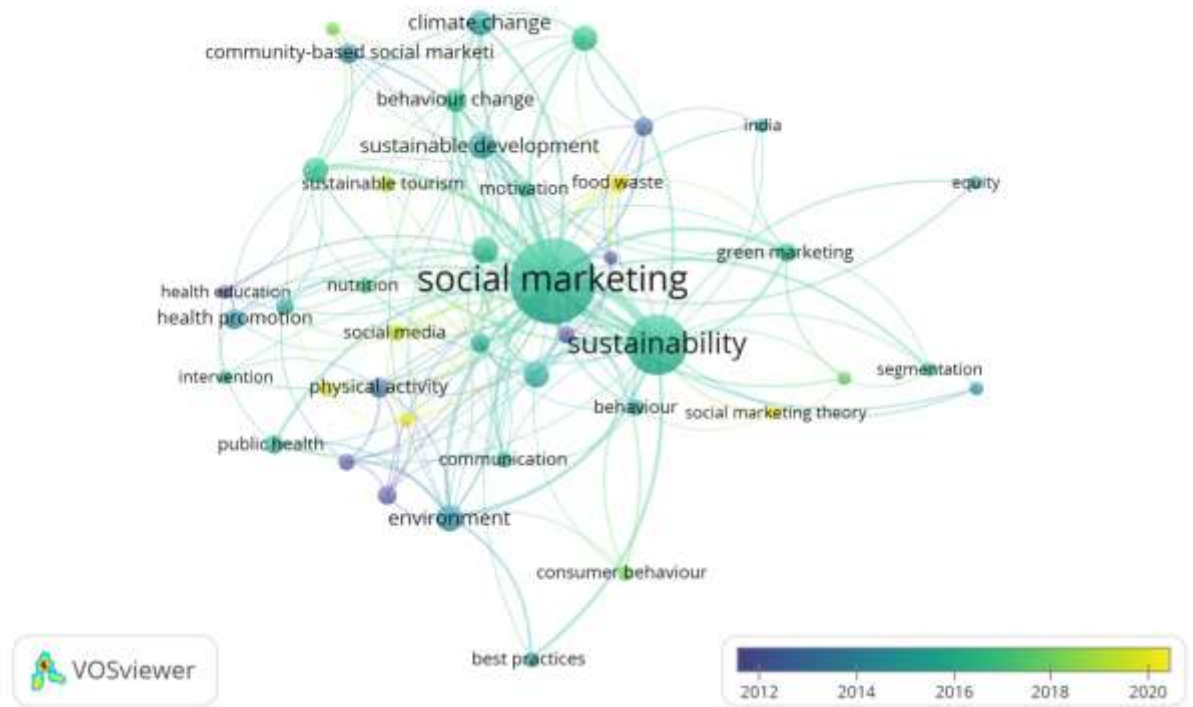 climate change
community-based social marketi
behaviour change
india
sustainable development
sustainable tourism
motivation
food waste
equity
green marketing
social marketing
health education
nutrition
health promotion
social media
sustainability
intervention
physical activity
segmentation
behaviour
social marketing theory
public health
communication
environment
consumer behaviour
best practices
VOSviewer
2012
2014
2016
2018
2020